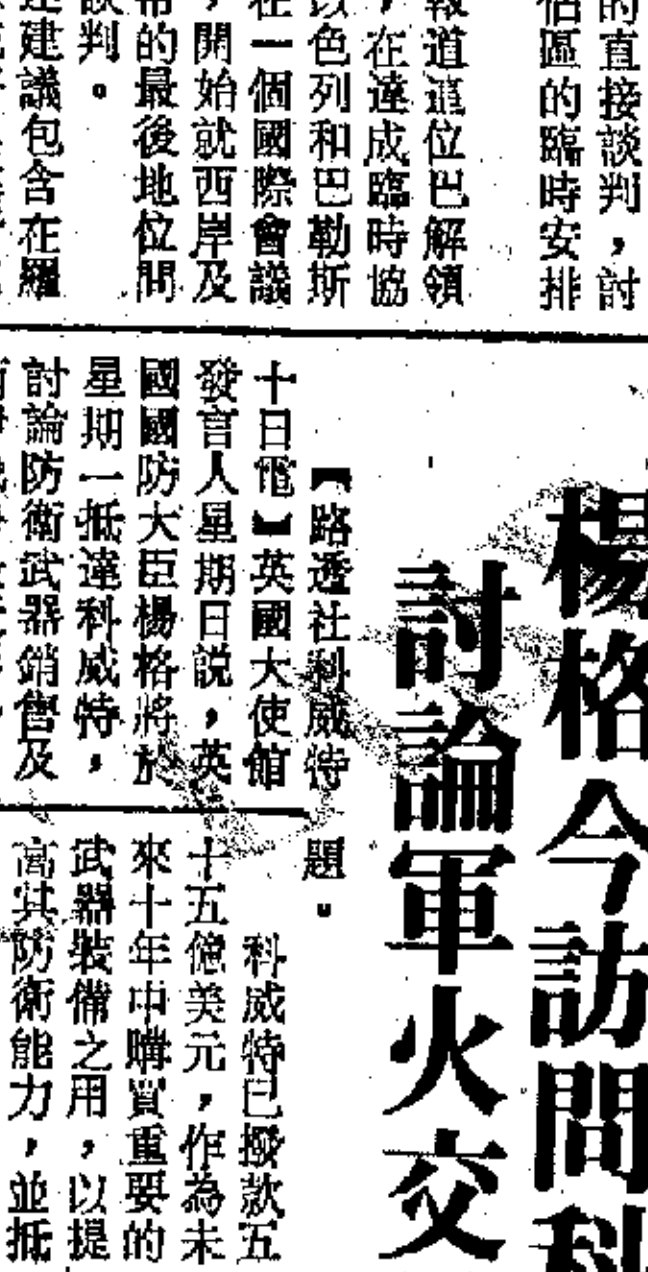 的直接談判，討
佔區的臨時安排
報道這位巴解領
，在達成臨時協
以色列和巴勒斯
在一個國際會議
，開始就西岸及
的最後地位問
談判。
建議包含在羅
楊格今訪問科
討論軍火交
【路透社科威特
十日電】英國大使館
發言人星期日說，英
國國防大臣楊格將於
星期一抵達科威特，
討論防衛武器銷售及
題。
科威特已撥款五
十五億美元，作為未
來十年中購買重要的
武器裝備之用，以提
高其防衛能力，並抵